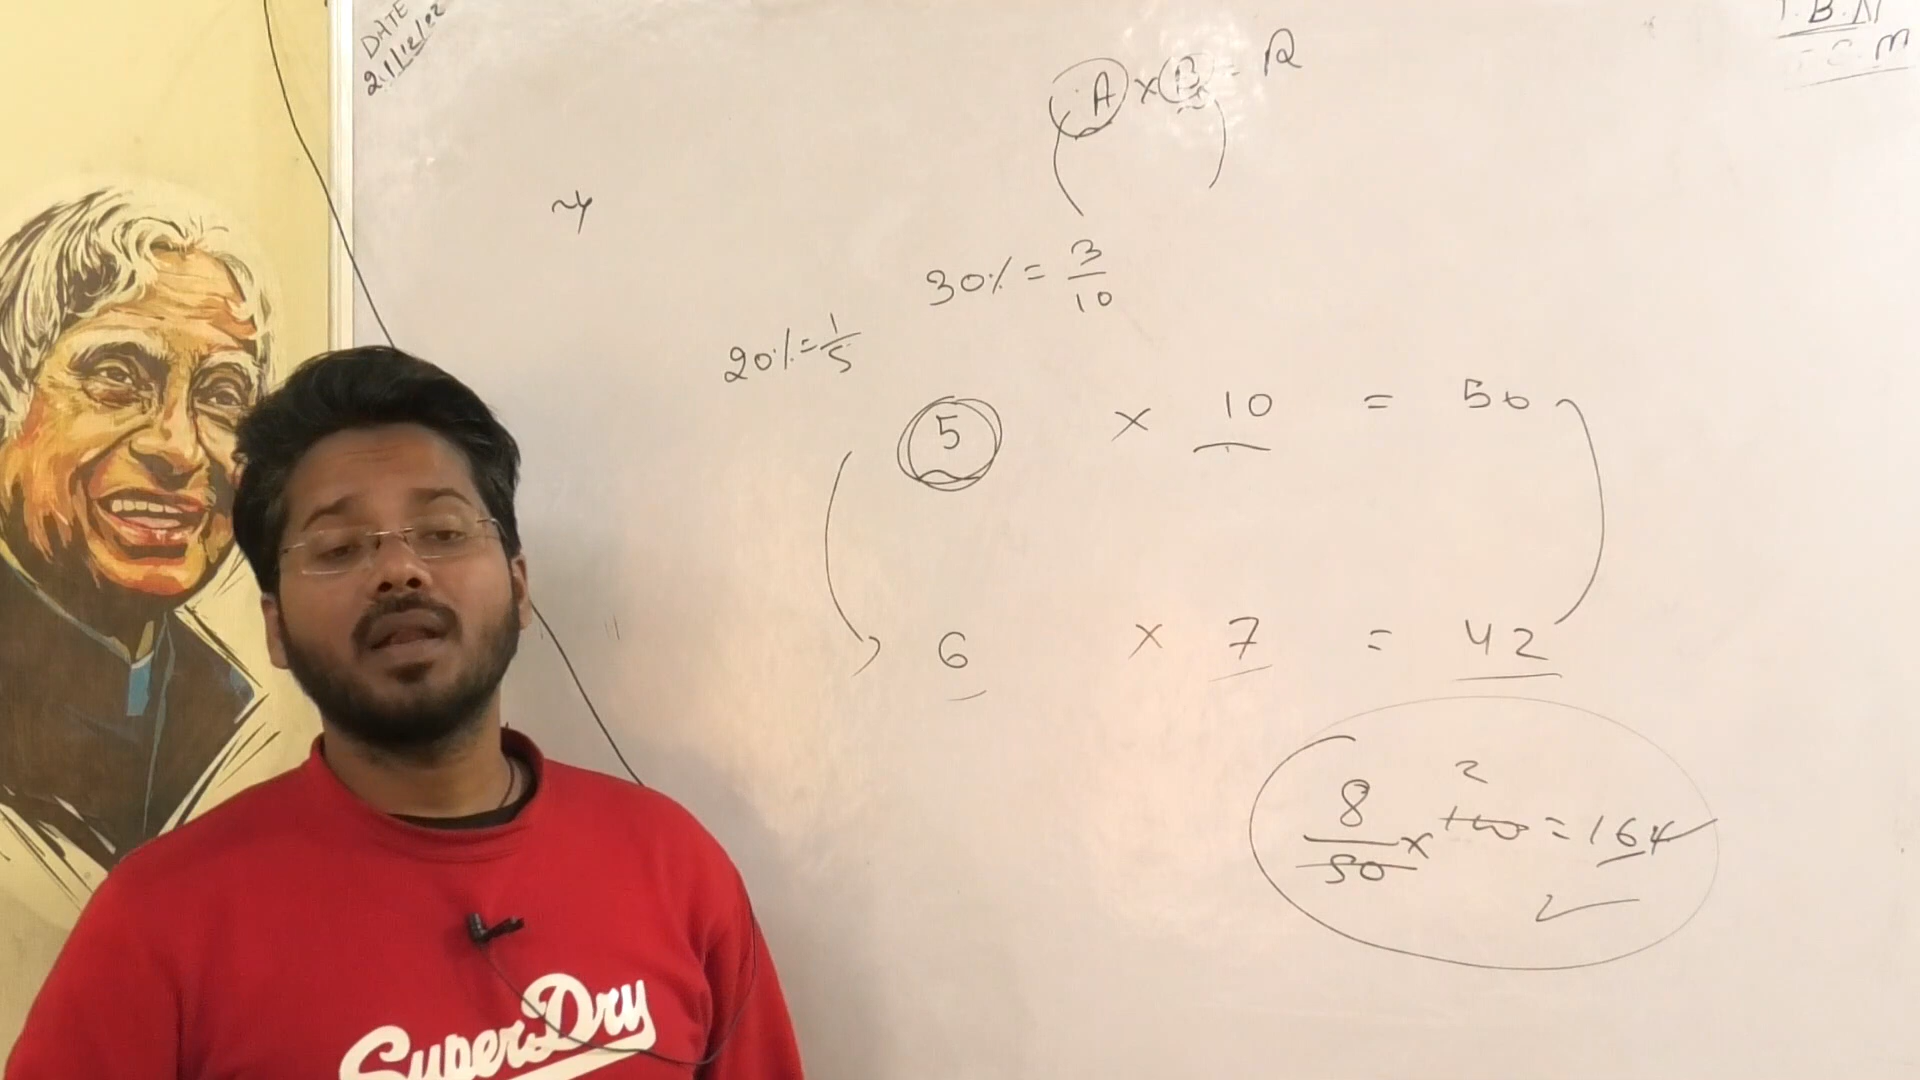 DATE
21/12/22
A × B = R
30% = 3/10
20% = 1/5
5 × 10 = 50
6 × 7 = 42
8/50 × 100 2 = 16%
SuperDry